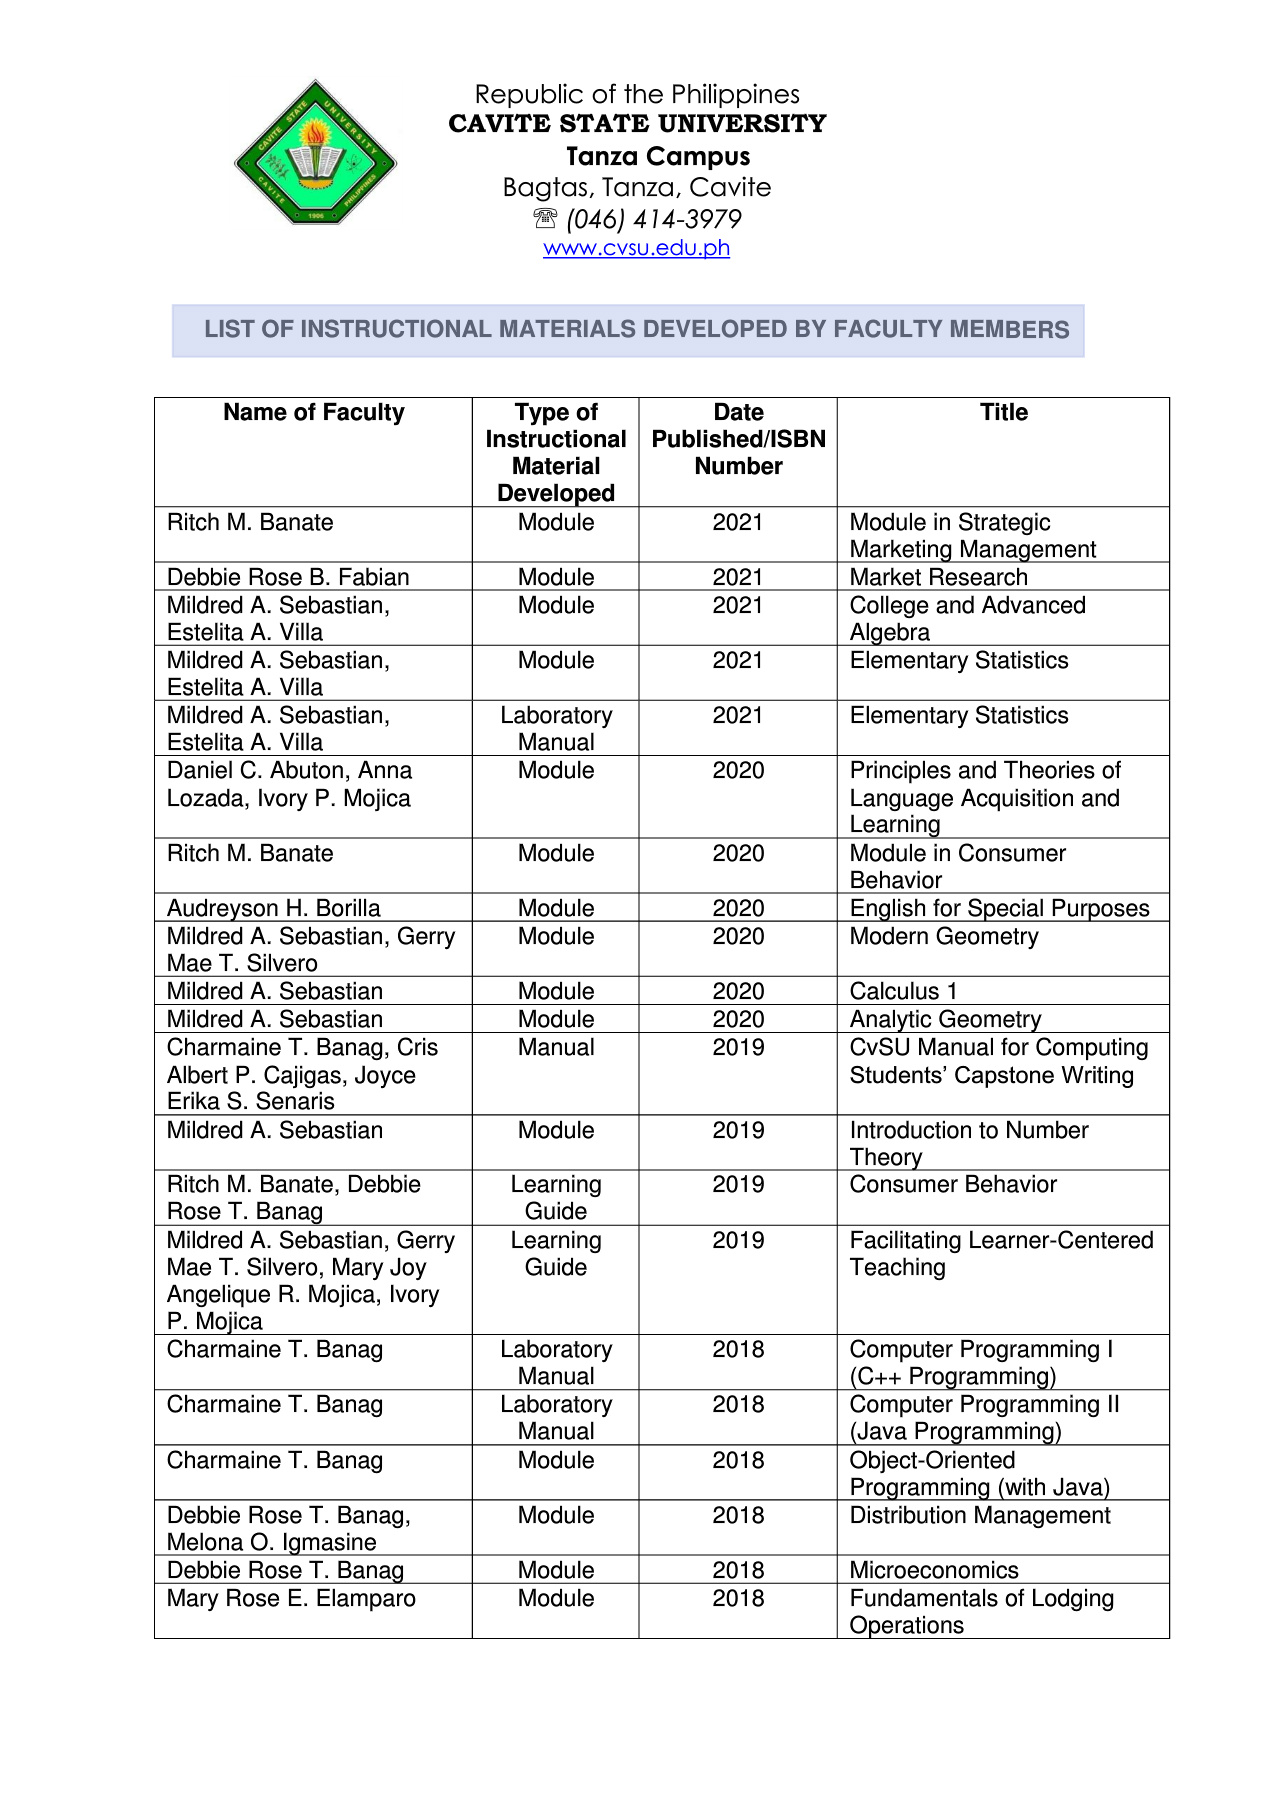 CAVITE STATE UNIVERSITY
CAVITE PHILIPPINES
1906
Republic of the Philippines
CAVITE STATE UNIVERSITY
Tanza Campus
Bagtas, Tanza, Cavite
☏ (046) 414-3979
www.cvsu.edu.ph
LIST OF INSTRUCTIONAL MATERIALS DEVELOPED BY FACULTY MEMBERS
Name of Faculty
Type of
Instructional
Material
Developed
Date
Published/ISBN
Number
Title
Ritch M. Banate
Module
2021
Module in Strategic
Marketing Management
Debbie Rose B. Fabian
Module
2021
Market Research
Mildred A. Sebastian,
Estelita A. Villa
Module
2021
College and Advanced
Algebra
Mildred A. Sebastian,
Estelita A. Villa
Module
2021
Elementary Statistics
Mildred A. Sebastian,
Estelita A. Villa
Laboratory
Manual
2021
Elementary Statistics
Daniel C. Abuton, Anna
Lozada, Ivory P. Mojica
Module
2020
Principles and Theories of
Language Acquisition and
Learning
Ritch M. Banate
Module
2020
Module in Consumer
Behavior
Audreyson H. Borilla
Module
2020
English for Special Purposes
Mildred A. Sebastian, Gerry
Mae T. Silvero
Module
2020
Modern Geometry
Mildred A. Sebastian
Module
2020
Calculus 1
Mildred A. Sebastian
Module
2020
Analytic Geometry
Charmaine T. Banag, Cris
Albert P. Cajigas, Joyce
Erika S. Senaris
Manual
2019
CvSU Manual for Computing
Students’ Capstone Writing
Mildred A. Sebastian
Module
2019
Introduction to Number
Theory
Ritch M. Banate, Debbie
Rose T. Banag
Learning
Guide
2019
Consumer Behavior
Mildred A. Sebastian, Gerry
Mae T. Silvero, Mary Joy
Angelique R. Mojica, Ivory
P. Mojica
Learning
Guide
2019
Facilitating Learner-Centered
Teaching
Charmaine T. Banag
Laboratory
Manual
2018
Computer Programming I
(C++ Programming)
Charmaine T. Banag
Laboratory
Manual
2018
Computer Programming II
(Java Programming)
Charmaine T. Banag
Module
2018
Object-Oriented
Programming (with Java)
Debbie Rose T. Banag,
Melona O. Igmasine
Module
2018
Distribution Management
Debbie Rose T. Banag
Module
2018
Microeconomics
Mary Rose E. Elamparo
Module
2018
Fundamentals of Lodging
Operations